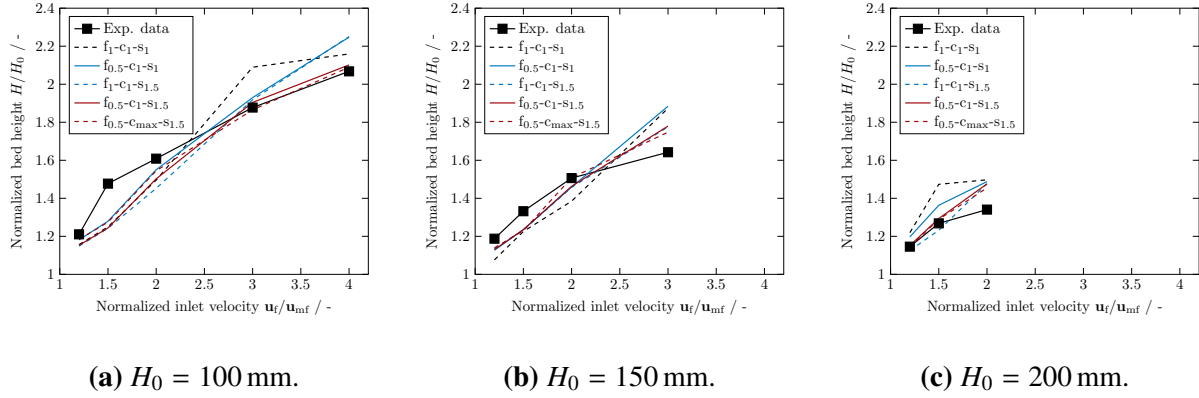 2.4
2.2
2
1.8
1.6
1.4
1.2
1
Normalized bed height H/H₀ / -
Exp. data
f₁-c₁-s₁
f₀.₅-c₁-s₁
f₁-c₁-s₁.₅
f₀.₅-c₁-s₁.₅
f₀.₅-cₘₐₓ-s₁.₅
1 1.5 2 2.5 3 3.5 4
Normalized inlet velocity u_f/u_mf / -
(a) H₀ = 100 mm.
2.4
2.2
2
1.8
1.6
1.4
1.2
1
Normalized bed height H/H₀ / -
Exp. data
f₁-c₁-s₁
f₀.₅-c₁-s₁
f₁-c₁-s₁.₅
f₀.₅-c₁-s₁.₅
f₀.₅-cₘₐₓ-s₁.₅
1 1.5 2 2.5 3 3.5 4
Normalized inlet velocity u_f/u_mf / -
(b) H₀ = 150 mm.
2.4
2.2
2
1.8
1.6
1.4
1.2
1
Normalized bed height H/H₀ / -
Exp. data
f₁-c₁-s₁
f₀.₅-c₁-s₁
f₁-c₁-s₁.₅
f₀.₅-c₁-s₁.₅
f₀.₅-cₘₐₓ-s₁.₅
1 1.5 2 2.5 3 3.5 4
Normalized inlet velocity u_f/u_mf / -
(c) H₀ = 200 mm.